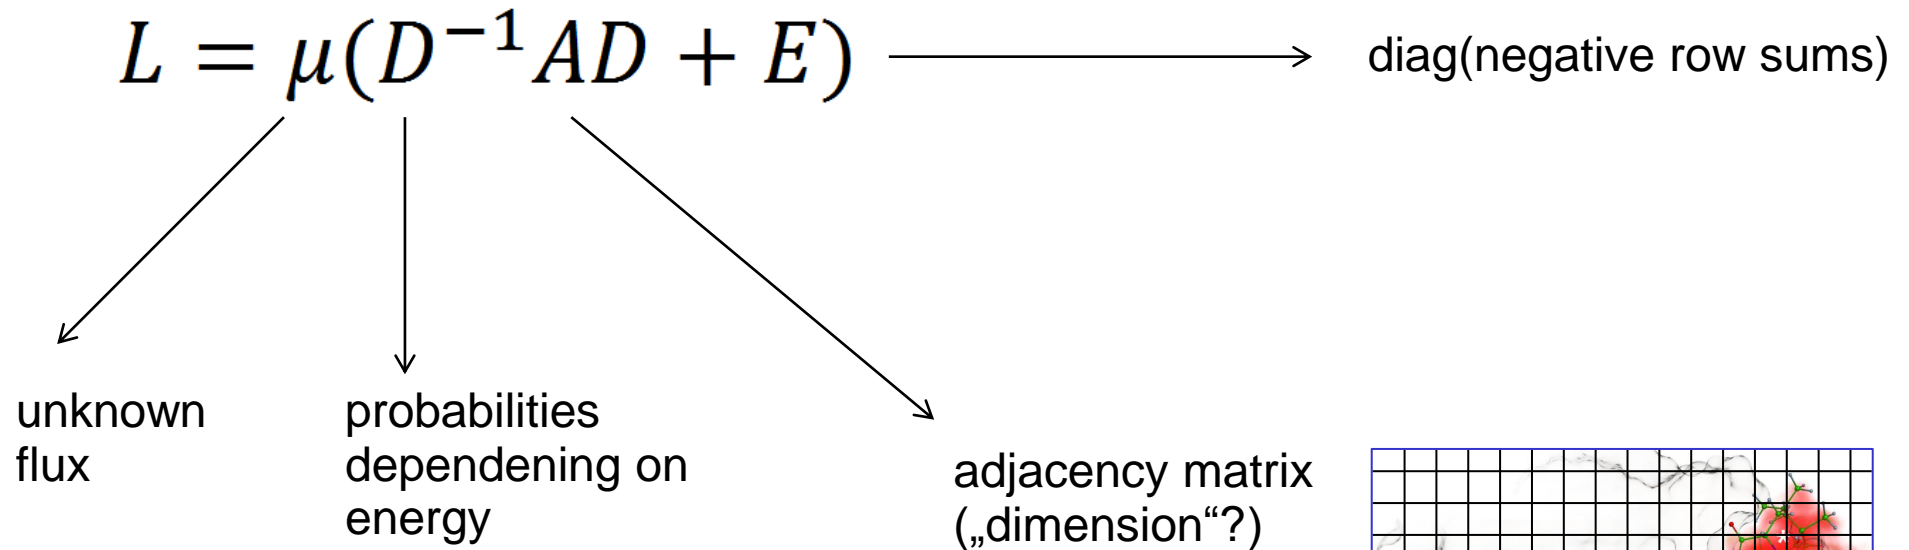 L = μ(D⁻¹AD + E)
diag(negative row sums)
unknown
flux
probabilities
dependening on
energy
adjacency matrix
(„dimension“?)